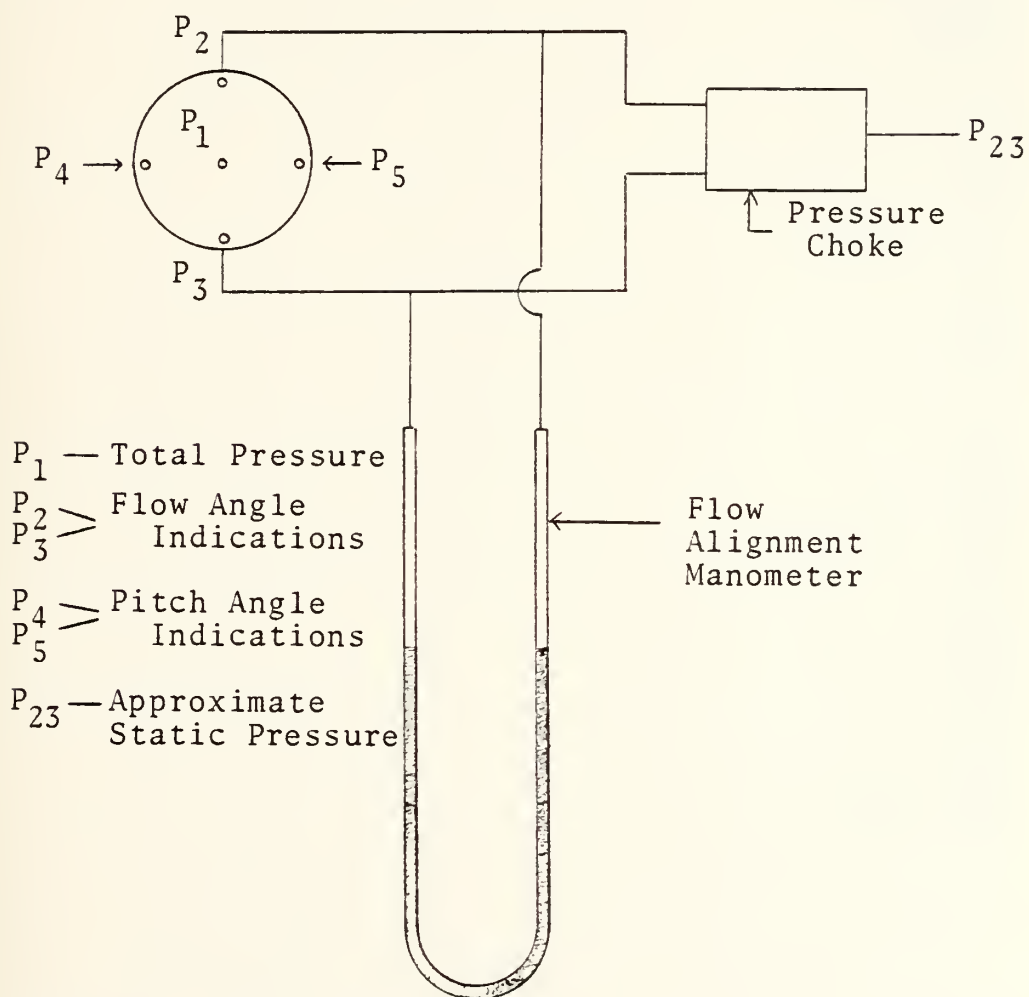 P2
P1
P4
P5
P23
Pressure
Choke
P3
P1 — Total Pressure
P2 Flow Angle
P3 Indications
P4 Pitch Angle
P5 Indications
P23 — Approximate
Static Pressure
Flow
Alignment
Manometer